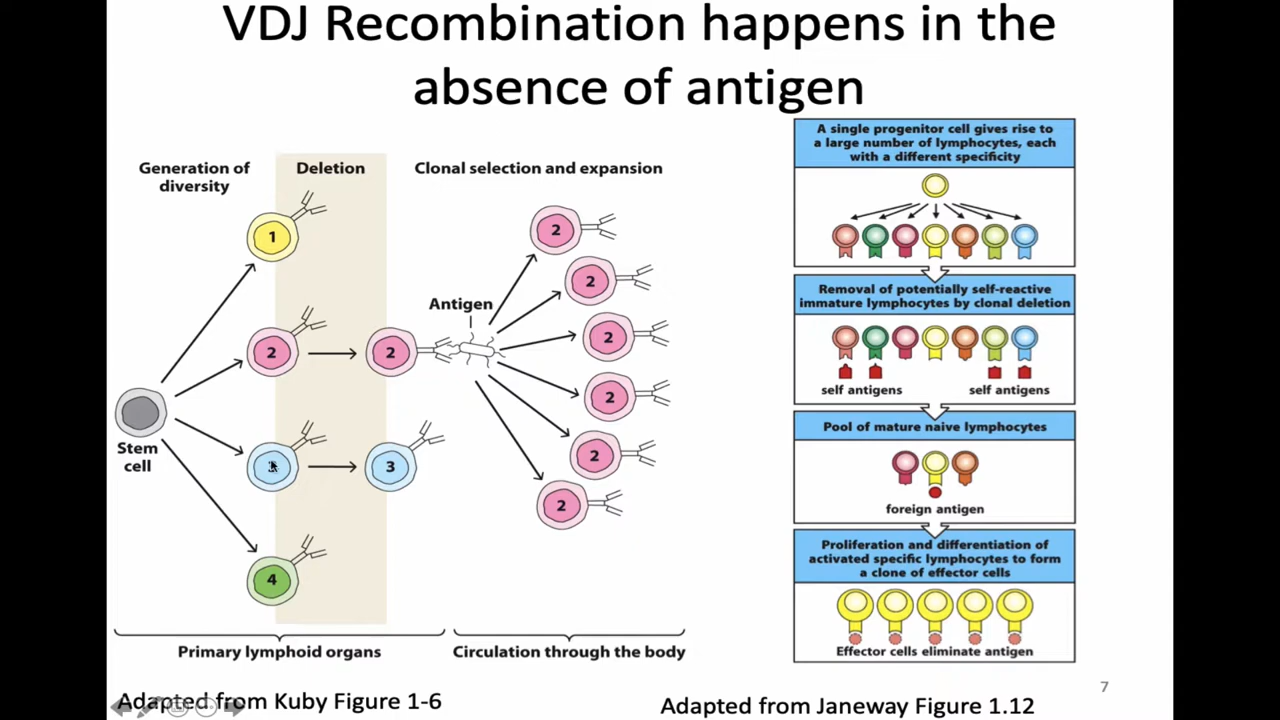 VDJ Recombination happens in the
absence of antigen
Generation of
diversity
Deletion
Clonal selection and expansion
1
2
2
3
4
Stem
cell
Antigen
2
2
2
2
2
2
Primary lymphoid organs
Circulation through the body
Adapted from Kuby Figure 1-6
A single progenitor cell gives rise to
a large number of lymphocytes, each
with a different specificity
Removal of potentially self-reactive
immature lymphocytes by clonal deletion
self antigens
self antigens
Pool of mature naive lymphocytes
foreign antigen
Proliferation and differentiation of
activated specific lymphocytes to form
a clone of effector cells
Effector cells eliminate antigen
Adapted from Janeway Figure 1.12
7